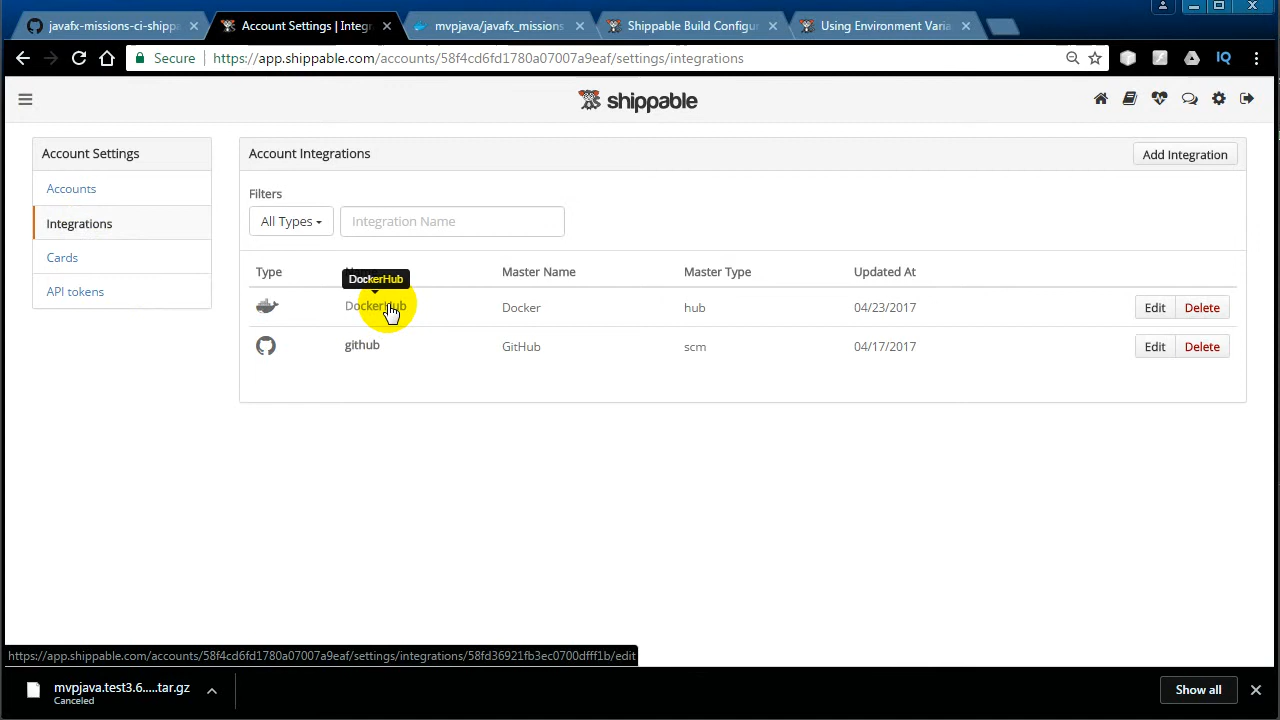 javafx-missions-ci-shippa
Account Settings | Integr
mvpjava/javafx_missions
Shippable Build Configur
Using Environment Varia
Secure
https://app.shippable.com/accounts/58f4cd6fd1780a07007a9eaf/settings/integrations
IQ
shippable
Account Settings
Accounts
Integrations
Cards
API tokens
Account Integrations
Add Integration
Filters
All Types
Integration Name
Type
Master Name
Master Type
Updated At
DockerHub
DockerHub
Docker
hub
04/23/2017
Edit
Delete
github
GitHub
scm
04/17/2017
Edit
Delete
https://app.shippable.com/accounts/58f4cd6fd1780a07007a9eaf/settings/integrations/58fd36921fb3ec0700dfff1b/edit
mvpjava.test3.6.....tar.gz
Canceled
Show all